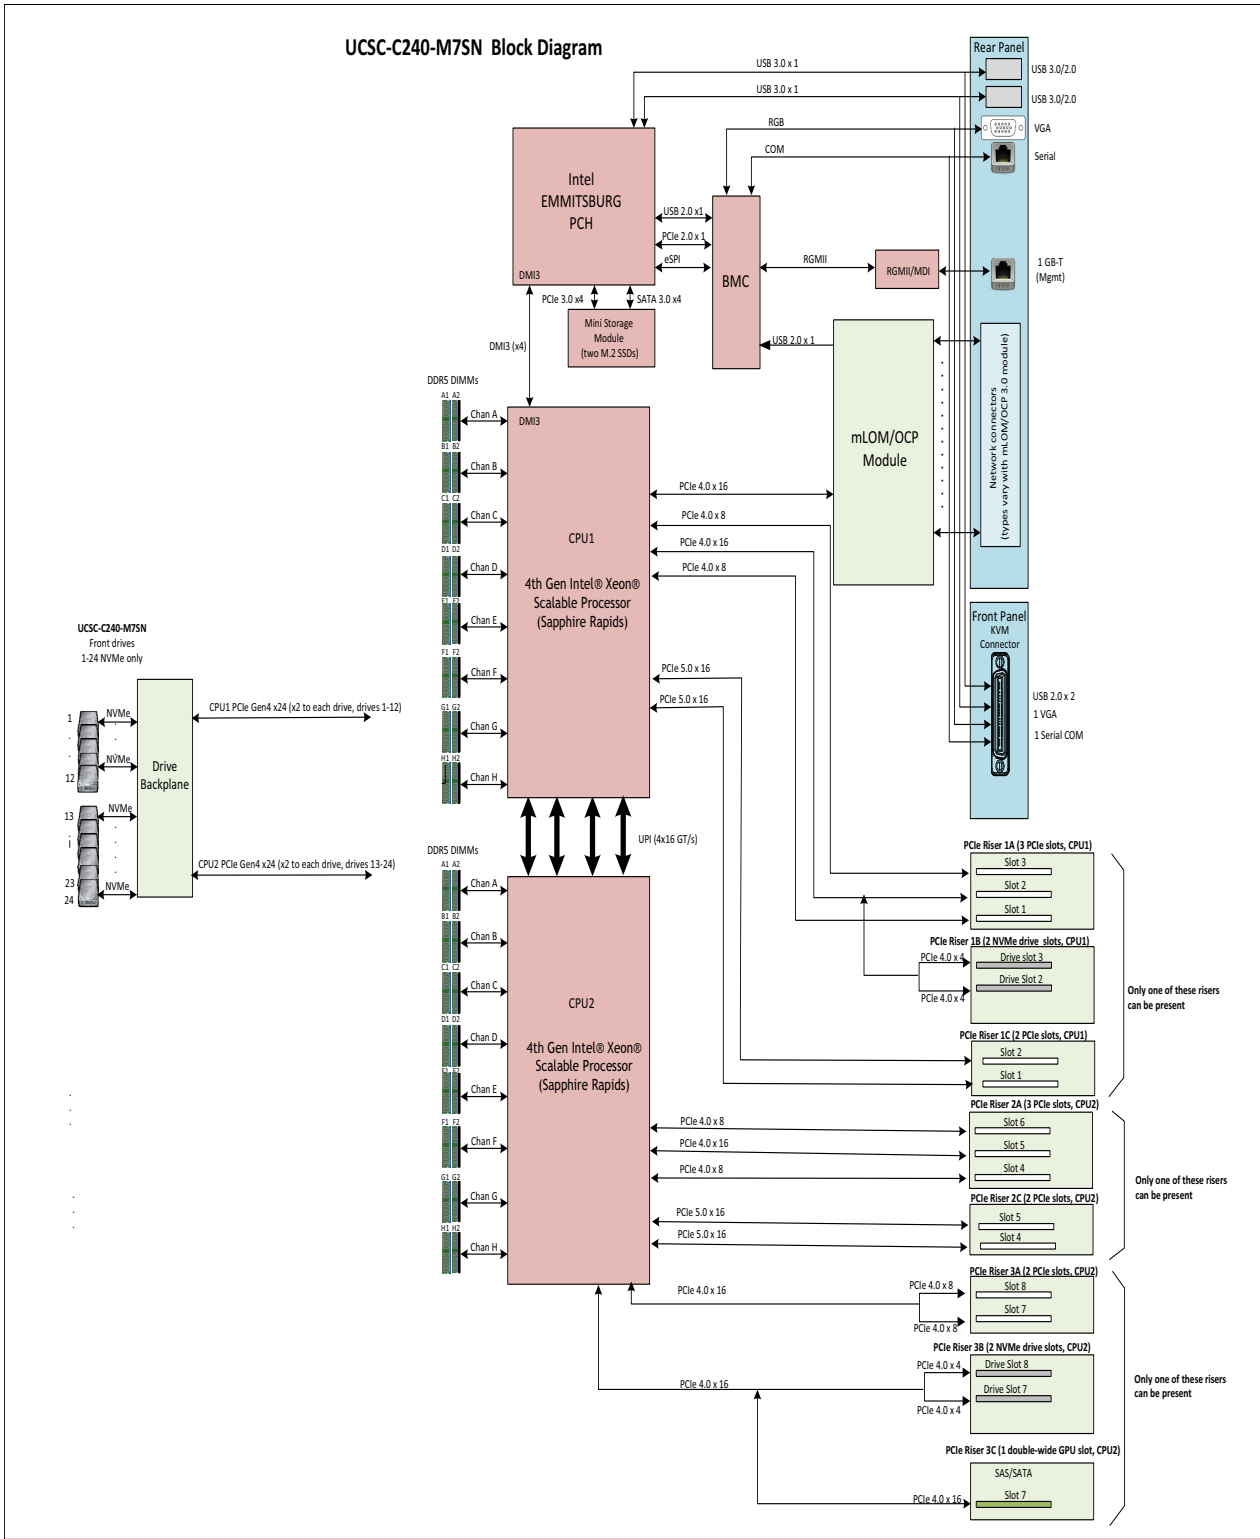 UCSC-C240-M7SN Block Diagram
Rear Panel
USB 3.0 x 1
USB 3.0/2.0
USB 3.0 x 1
USB 3.0/2.0
RGB
VGA
COM
Serial
Intel
EMMITSBURG
PCH
DMI3
USB 2.0 x1
PCIe 2.0 x 1
eSPI
BMC
RGMII
RGMII/MDI
1 GB-T
(Mgmt)
PCIe 3.0 x4
SATA 3.0 x4
Mini Storage
Module
(two M.2 SSDs)
DMI3 (x4)
USB 2.0 x 1
mLOM/OCP
Module
Network connectors
(types vary with mLOM/OCP 3.0 module)
DDR5 DIMMs
A1 A2
Chan A
B1 B2
Chan B
C1 C2
Chan C
D1 D2
Chan D
E1 E2
Chan E
F1 F2
Chan F
G1 G2
Chan G
H1 H2
Chan H
DMI3
CPU1
4th Gen Intel® Xeon®
Scalable Processor
(Sapphire Rapids)
PCIe 4.0 x 16
PCIe 4.0 x 8
PCIe 4.0 x 16
PCIe 4.0 x 8
PCIe 5.0 x 16
PCIe 5.0 x 16
Front Panel
KVM
Connector
USB 2.0 x 2
1 VGA
1 Serial COM
UCSC-C240-M7SN
Front drives
1-24 NVMe only
1
NVMe
12
NVMe
13
NVMe
23
24
NVMe
Drive
Backplane
CPU1 PCIe Gen4 x24 (x2 to each drive, drives 1-12)
CPU2 PCIe Gen4 x24 (x2 to each drive, drives 13-24)
UPI (4x16 GT/s)
DDR5 DIMMs
A1 A2
Chan A
B1 B2
Chan B
C1 C2
Chan C
D1 D2
Chan D
E1 E2
Chan E
F1 F2
Chan F
G1 G2
Chan G
H1 H2
Chan H
CPU2
4th Gen Intel® Xeon®
Scalable Processor
(Sapphire Rapids)
PCIe Riser 1A (3 PCIe slots, CPU1)
Slot 3
Slot 2
Slot 1
PCIe Riser 1B (2 NVMe drive slots, CPU1)
PCIe 4.0 x 4
Drive slot 3
Drive Slot 2
PCIe 4.0 x 4
PCIe Riser 1C (2 PCIe slots, CPU1)
Slot 2
Slot 1
Only one of these risers
can be present
PCIe Riser 2A (3 PCIe slots, CPU2)
PCIe 4.0 x 8
Slot 6
PCIe 4.0 x 16
Slot 5
PCIe 4.0 x 8
Slot 4
PCIe Riser 2C (2 PCIe slots, CPU2)
PCIe 5.0 x 16
Slot 5
PCIe 5.0 x 16
Slot 4
Only one of these risers
can be present
PCIe Riser 3A (2 PCIe slots, CPU2)
PCIe 4.0 x 16
PCIe 4.0 x 8
Slot 8
Slot 7
PCIe 4.0 x 8
PCIe Riser 3B (2 NVMe drive slots, CPU2)
PCIe 4.0 x 16
PCIe 4.0 x 4
Drive Slot 8
Drive Slot 7
PCIe 4.0 x 4
PCIe Riser 3C (1 double-wide GPU slot, CPU2)
SAS/SATA
PCIe 4.0 x 16
Slot 7
Only one of these risers
can be present